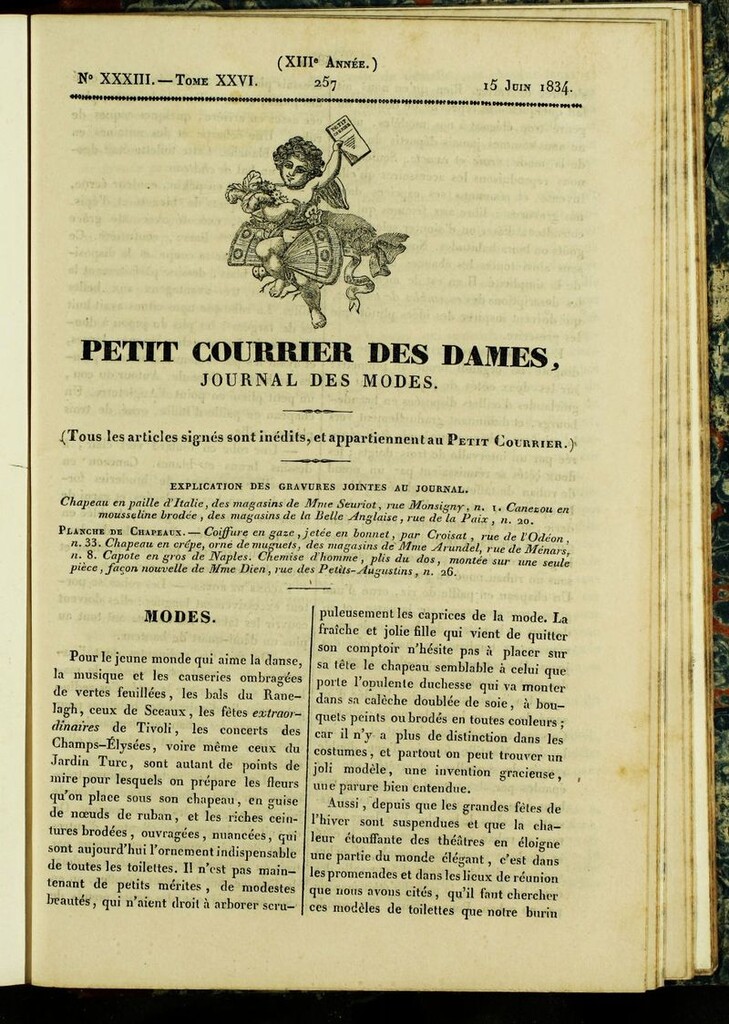 (XIIIe Année.)
No XXXIII. — Tome XXVI. 257 15 Juin 1834.
PETIT COURRIER
PETIT COURRIER DES DAMES,
JOURNAL DES MODES.
(Tous les articles signés sont inédits, et appartiennent au Petit Courrier.)
EXPLICATION DES GRAVURES JOINTES AU JOURNAL.
Chapeau en paille d'Italie, des magasins de Mme Seuriot, rue Monsigny, n. 1. Canezou en
mousseline brodée, des magasins de la Belle Anglaise, rue de la Paix, n. 20.
Planche de Chapeaux. — Coiffure en gaze, jetée en bonnet, par Croisat, rue de l'Odéon,
n. 33. Chapeau en crêpe, orné de muguets, des magasins de Mme Arundel, rue de Ménars,
n. 8. Capote en gros de Naples. Chemise d'homme, plis du dos, montée sur une seule
pièce, façon nouvelle de Mme Dien, rue des Petits-Augustins, n. 26.
MODES.
Pour le jeune monde qui aime la danse,
la musique et les causeries ombragées
de vertes feuillées, les bals du Rane-
lagh, ceux de Sceaux, les fêtes extraor-
dinaires de Tivoli, les concerts des
Champs-Élysées, voire même ceux du
Jardin Turc, sont autant de points de
mire pour lesquels on prépare les fleurs
qu'on place sous son chapeau, en guise
de nœuds de ruban, et les riches cein-
tures brodées, ouvragées, nuancées, qui
sont aujourd'hui l'ornement indispensable
de toutes les toilettes. Il n'est pas main-
tenant de petits mérites, de modestes
beautés, qui n'aient droit à arborer scru-
puleusement les caprices de la mode. La
fraîche et jolie fille qui vient de quitter
son comptoir n'hésite pas à placer sur
sa tête le chapeau semblable à celui que
porte l'opulente duchesse qui va monter
dans sa calèche doublée de soie, à bou-
quets peints ou brodés en toutes couleurs;
car il n'y a plus de distinction dans les
costumes, et partout on peut trouver un
joli modèle, une invention gracieuse,
une parure bien entendue.
Aussi, depuis que les grandes fêtes de
l'hiver sont suspendues et que la cha-
leur étouffante des théâtres en éloigne
une partie du monde élégant, c'est dans
les promenades et dans les lieux de réunion
que nous avons cités, qu'il faut chercher
ces modèles de toilettes que notre burin